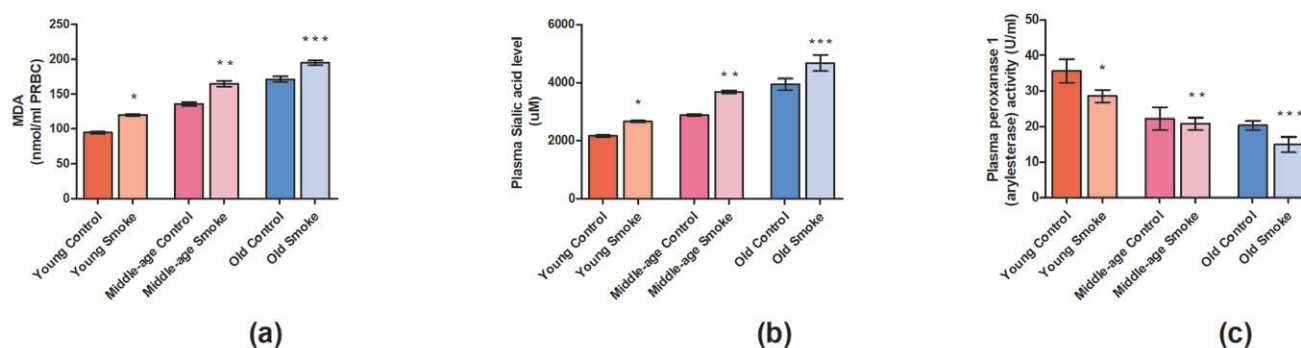 MDA
(nmol/ml PRBC)
250
200
150
100
50
0
*
**
***
Young Control
Young Smoke
Middle-age Control
Middle-age Smoke
Old Control
Old Smoke
(a)
Plasma Sialic acid level
(uM)
6000
4000
2000
0
*
**
***
Young Control
Young Smoke
Middle-age Control
Middle-age Smoke
Old Control
Old Smoke
(b)
Plasma peroxanase 1
(arylesterase) activity (U/ml)
50
40
30
20
10
0
*
**
***
Young Control
Young Smoke
Middle-age Control
Middle-age Smoke
Old Control
Old Smoke
(c)